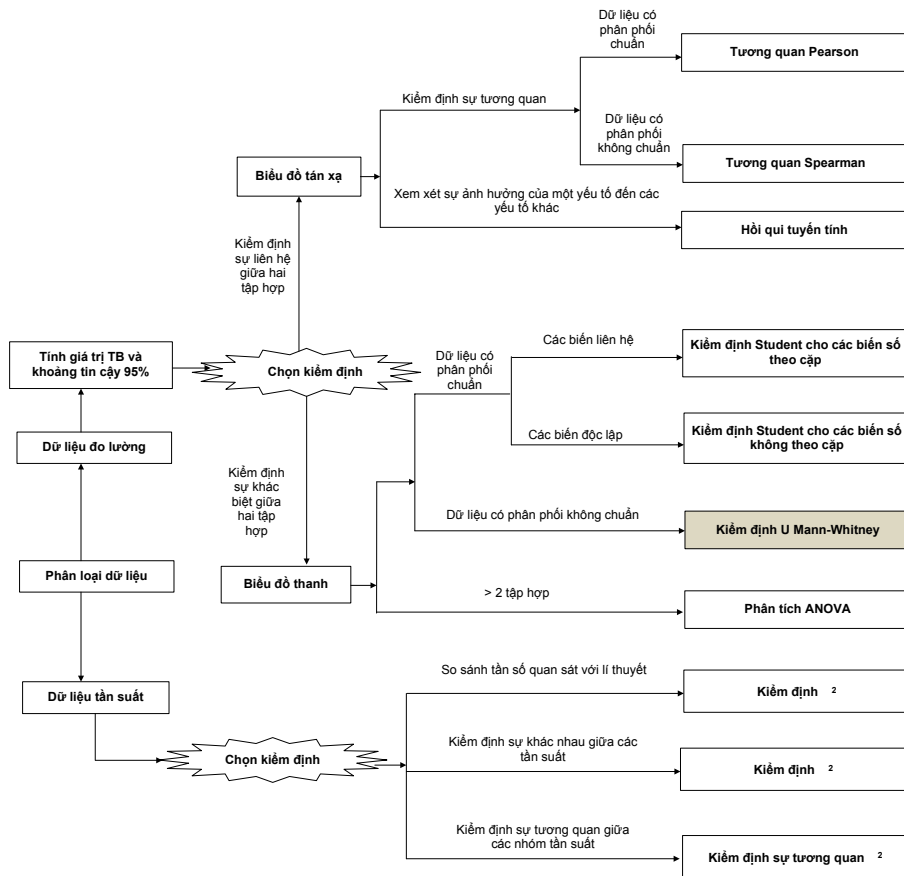 Dữ liệu có
phân phối
chuẩn
Tương quan Pearson
Kiểm định sự tương quan
Dữ liệu có
phân phối
không chuẩn
Biểu đồ tán xạ
Tương quan Spearman
Xem xét sự ảnh hưởng của một yếu tố đến các
yếu tố khác
Hồi qui tuyến tính
Kiểm định
sự liên hệ
giữa hai
tập hợp
Tính giá trị TB và
khoảng tin cậy 95%
Chọn kiểm định
Dữ liệu có
phân phối
chuẩn
Các biến liên hệ
Kiểm định Student cho các biến số
theo cặp
Dữ liệu đo lường
Các biến độc lập
Kiểm định Student cho các biến số
không theo cặp
Kiểm định
sự khác
biệt giữa
hai tập
hợp
Dữ liệu có phân phối không chuẩn
Kiểm định U Mann-Whitney
Phân loại dữ liệu
Biểu đồ thanh
> 2 tập hợp
Phân tích ANOVA
Dữ liệu tần suất
So sánh tần số quan sát với lí thuyết
Kiểm định 2
Chọn kiểm định
Kiểm định sự khác nhau giữa các
tần suất
Kiểm định 2
Kiểm định sự tương quan giữa
các nhóm tần suất
Kiểm định sự tương quan 2